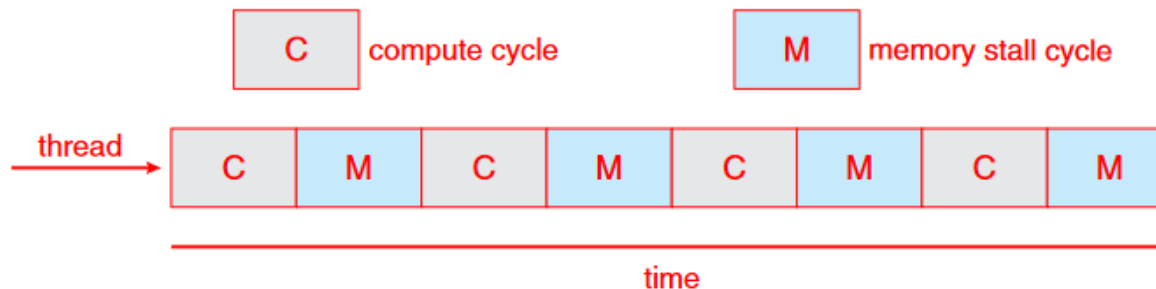 C compute cycle M memory stall cycle
thread
C M C M C M C M
time